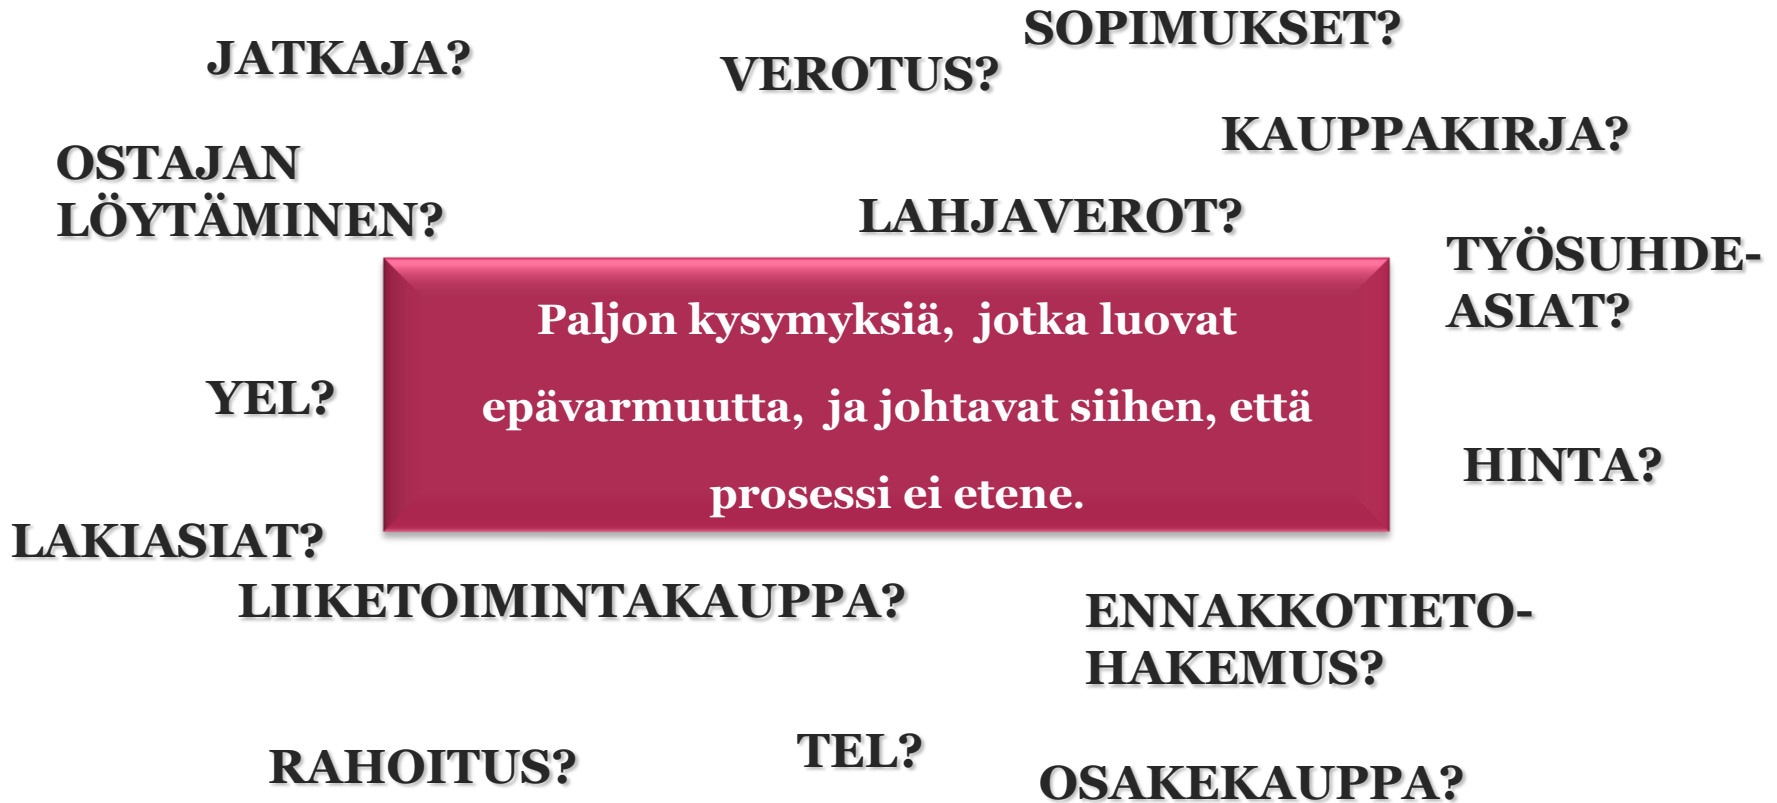 SOPIMUKSET?
JATKAJA?
VEROTUS?
KAUPPAKIRJA?
OSTAJAN
LÖYTÄMINEN?
LAHJAVEROT?
TYÖSUHDE-
ASIAT?
Paljon kysymyksiä, jotka luovat
epävarmuutta, ja johtavat siihen, että
prosessi ei etene.
YEL?
HINTA?
LAKIASIAT?
LIIKETOIMINTAKAUPPA?
ENNAKKOTIETO-
HAKEMUS?
RAHOITUS?
TEL?
OSAKEKAUPPA?